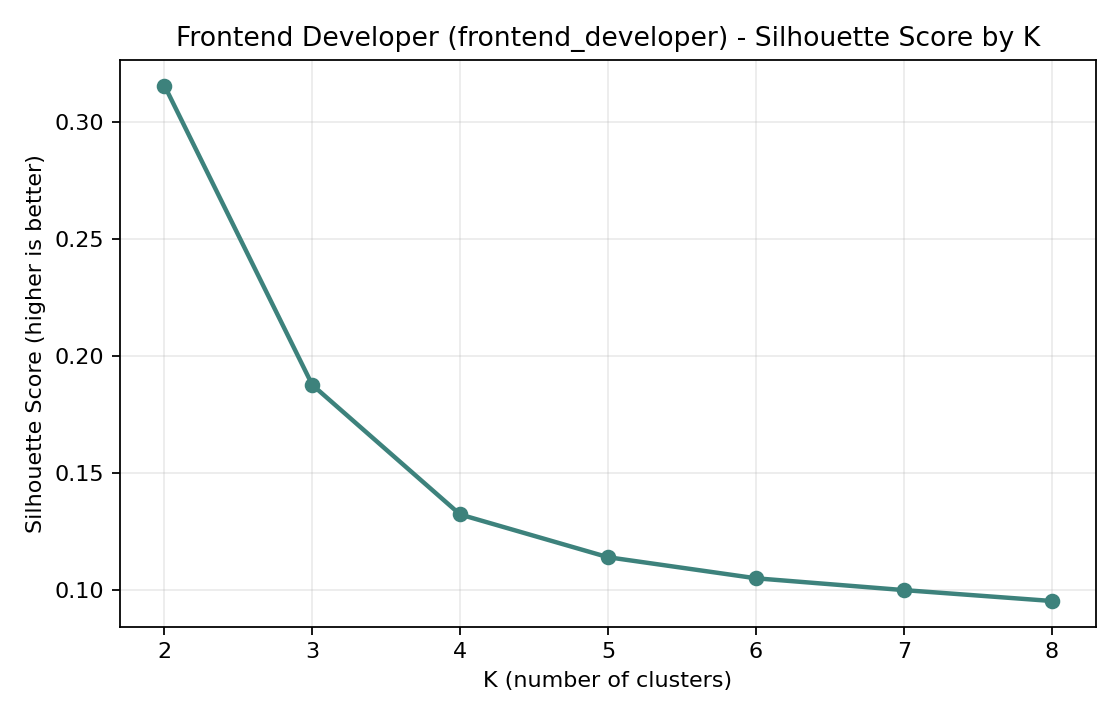 Frontend Developer (frontend_developer) - Silhouette Score by K
Silhouette Score (higher is better)
0.30
0.25
0.20
0.15
0.10
2 3 4 5 6 7 8
K (number of clusters)